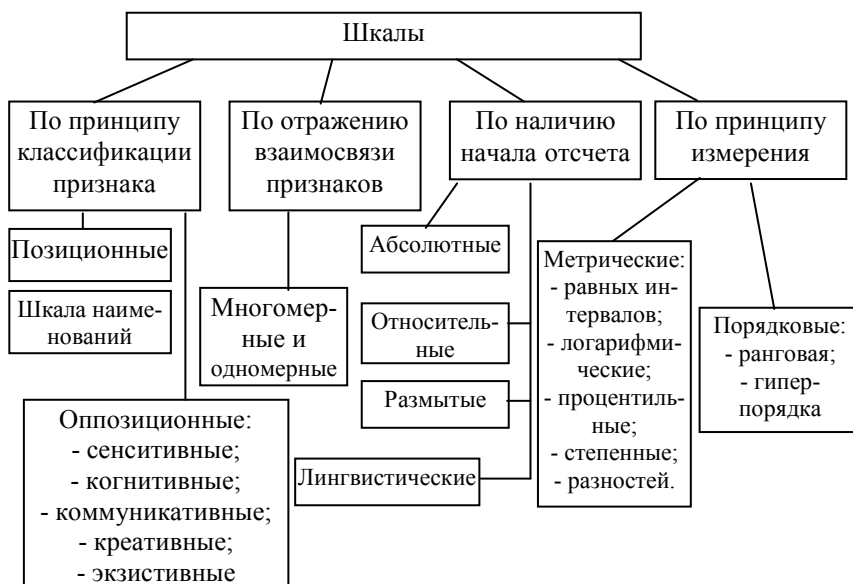 Шкалы
По принципу
классификации
признака
По отражению
взаимосвязи
признаков
По наличию
начала отсчета
По принципу
измерения
Позиционные
Шкала наиме-
нований
Оппозиционные:
- сенситивные;
- когнитивные;
- коммуникативные;
- креативные;
- экзистивные
Многомер-
ные и
одномерные
Абсолютные
Относитель-
ные
Размытые
Лингвистические
Метрические:
- равных ин-
тервалов;
- логарифми-
ческие;
- процентиль-
ные;
- степенные;
- разностей.
Порядковые:
- ранговая;
- гипер-
порядка